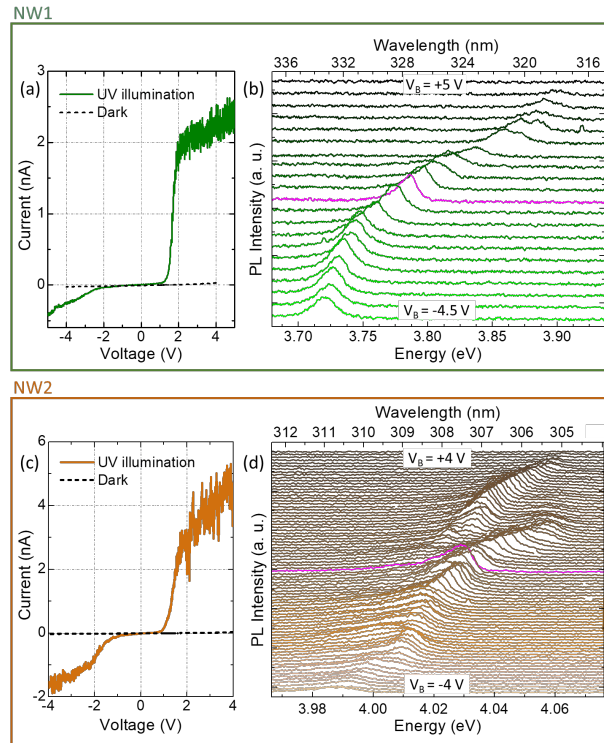 NW1
(a)
UV illumination
Dark
3
2
1
0
-4 -2 0 2 4
Current (nA)
Voltage (V)
Wavelength (nm)
336 332 328 324 320 316
(b)
V_B = +5 V
V_B = -4.5 V
PL Intensity (a. u.)
3.70 3.75 3.80 3.85 3.90
Energy (eV)
NW2
(c)
UV illumination
Dark
6
4
2
0
-2
-4 -2 0 2 4
Current (nA)
Voltage (V)
Wavelength (nm)
312 311 310 309 308 307 306 305
(d)
V_B = +4 V
V_B = -4 V
PL Intensity (a. u.)
3.98 4.00 4.02 4.04 4.06
Energy (eV)